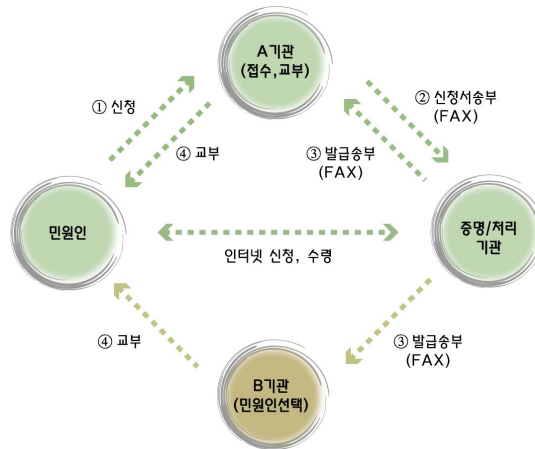 A기관
(접수,교부)
① 신청
② 신청서송부
(FAX)
④ 교부
③ 발급송부
(FAX)
민원인
증명/처리
기관
인터넷 신청, 수령
④ 교부
③ 발급송부
(FAX)
B기관
(민원인선택)